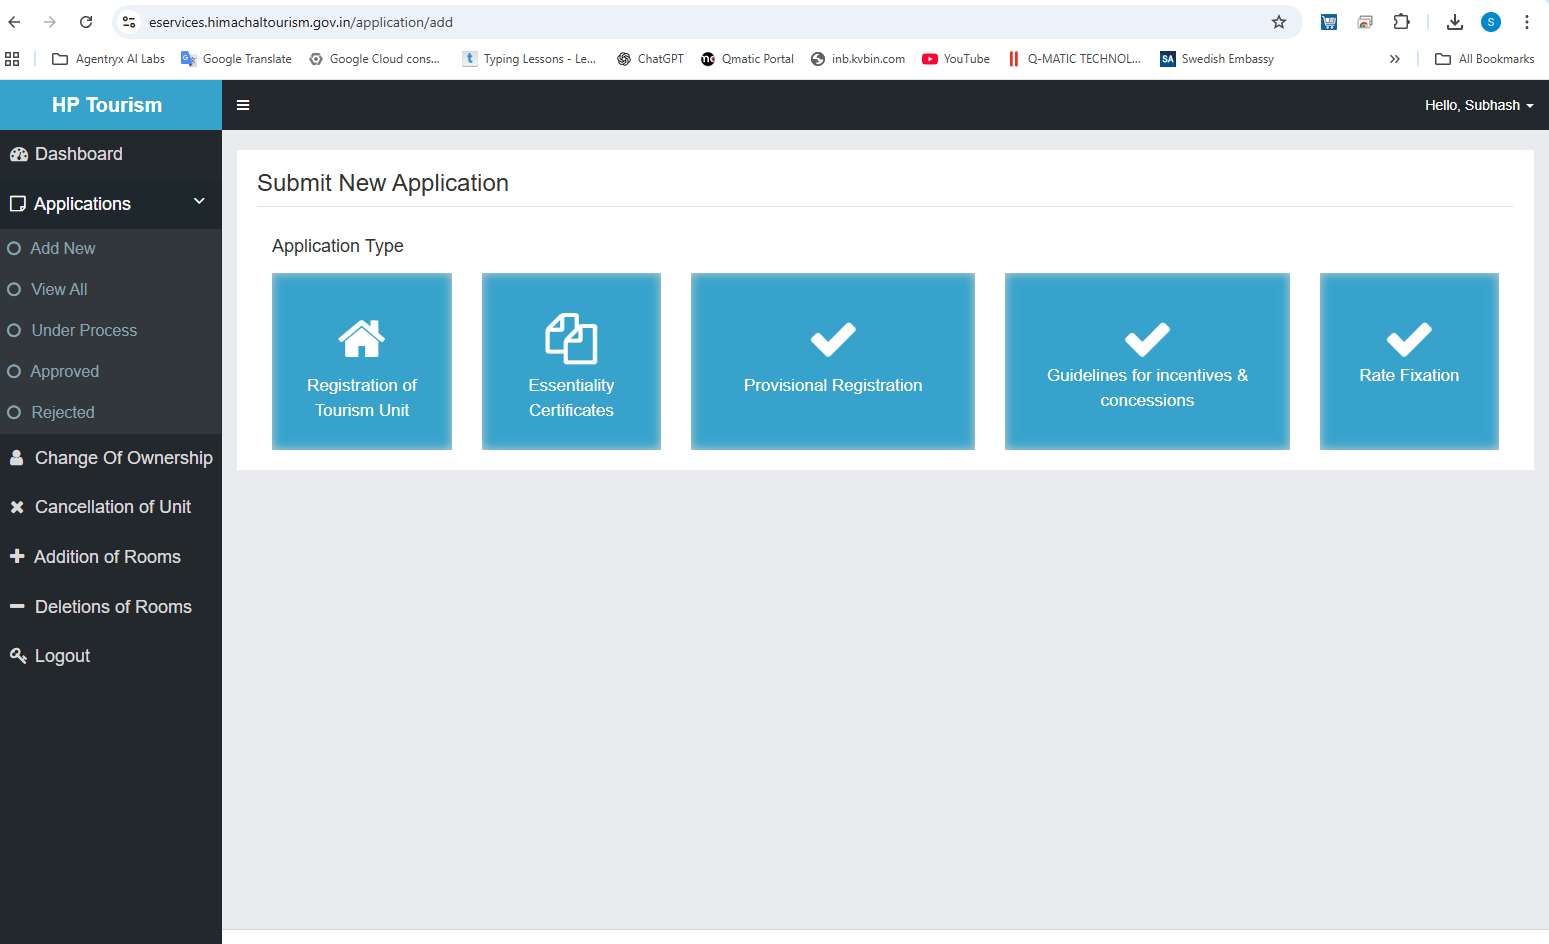 eservices.himachaltourism.gov.in/application/add
S
Agentryx AI Labs
Google Translate
Google Cloud cons...
t
Typing Lessons - Le...
ChatGPT
Qmatic Portal
inb.kvbin.com
YouTube
Q-MATIC TECHNOL...
SA
Swedish Embassy
All Bookmarks
HP Tourism
Hello, Subhash
Dashboard
Applications
Add New
View All
Under Process
Approved
Rejected
Change Of Ownership
Cancellation of Unit
Addition of Rooms
Deletions of Rooms
Logout
Submit New Application
Application Type
Registration of
Tourism Unit
Essentiality
Certificates
Provisional Registration
Guidelines for incentives &
concessions
Rate Fixation